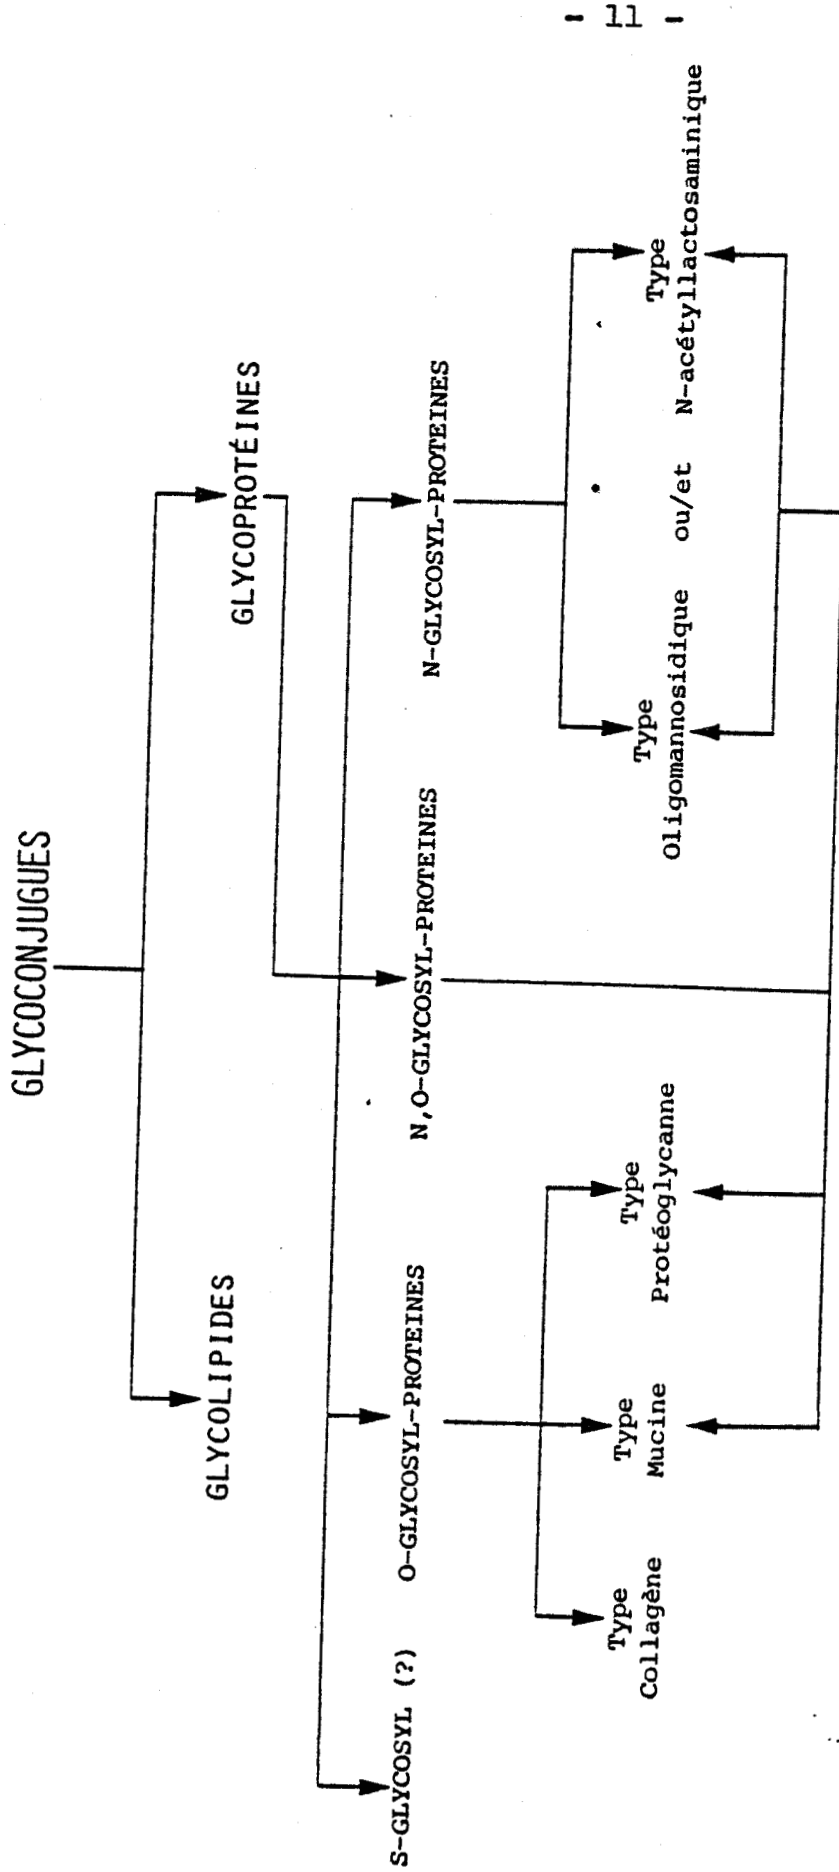 - 11 -
GLYCOCONJUGUES
GLYCOLIPIDES
GLYCOPROTÉINES
S-GLYCOSYL (?)
O-GLYCOSYL-PROTEINES
N,O-GLYCOSYL-PROTEINES
N-GLYCOSYL-PROTEINES
Type
Collagène
Type
Mucine
Type
Protéoglycanne
Type
Oligomannosidique
ou/et
Type
N-acétyllactosaminique